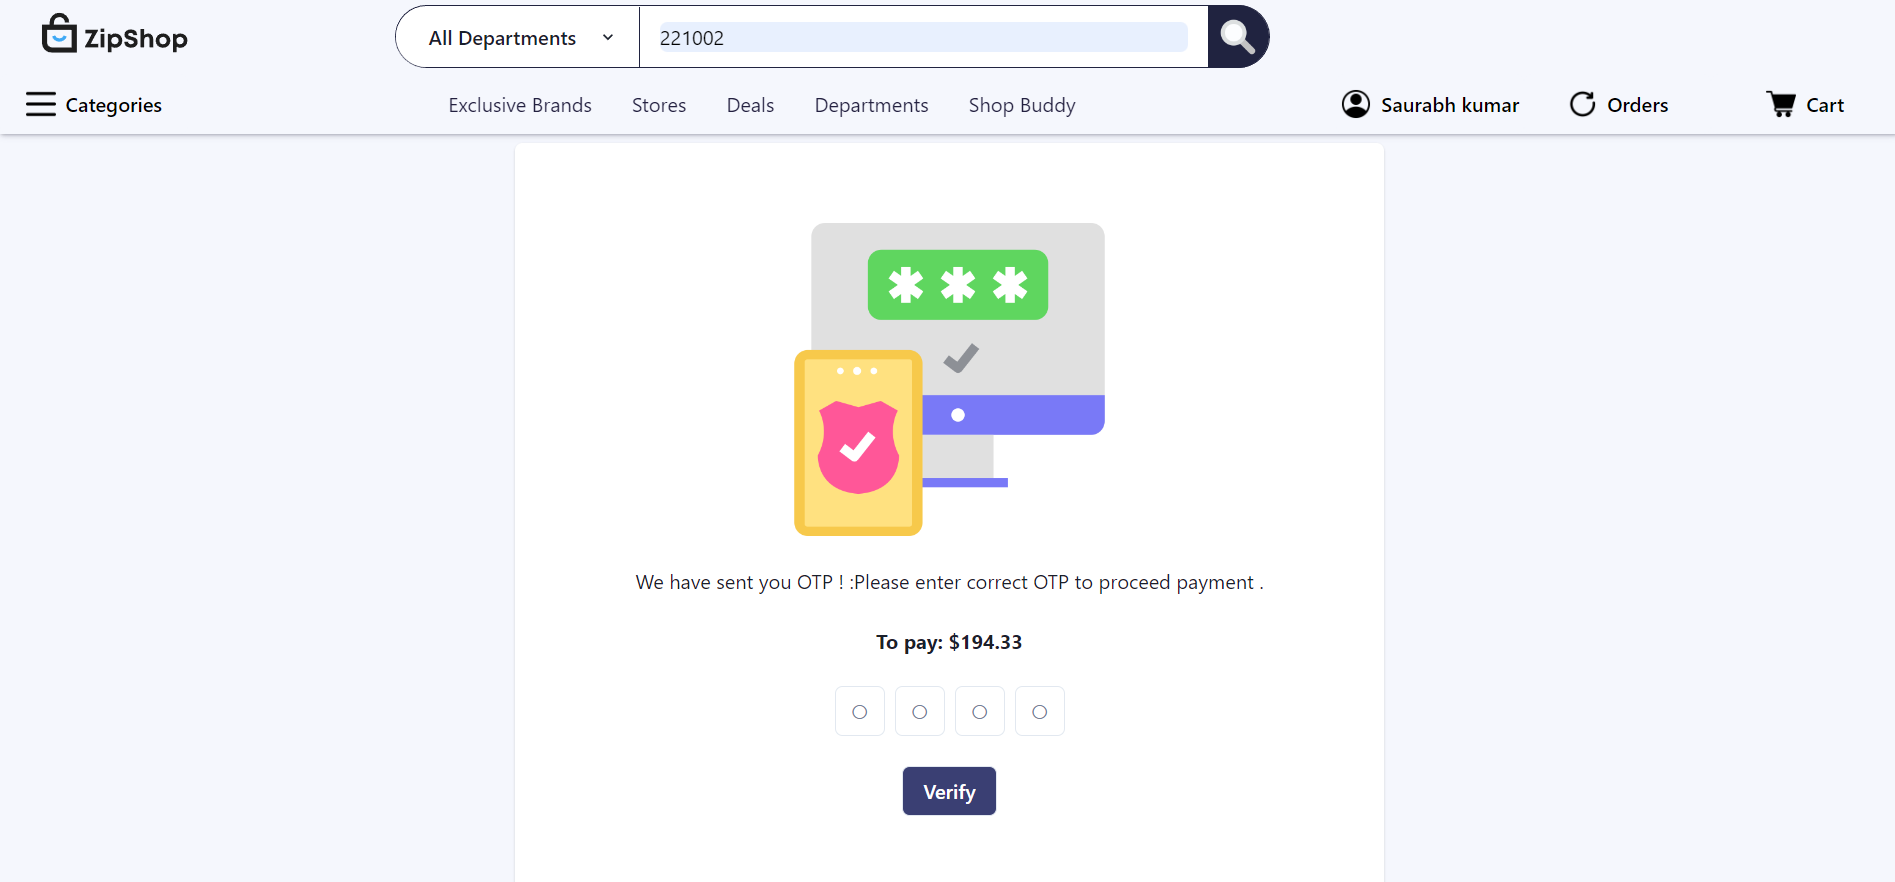 ZipShop
All Departments
221002
Categories
Exclusive Brands
Stores
Deals
Departments
Shop Buddy
Saurabh kumar
Orders
Cart
We have sent you OTP ! :Please enter correct OTP to proceed payment .
To pay: $194.33
Verify